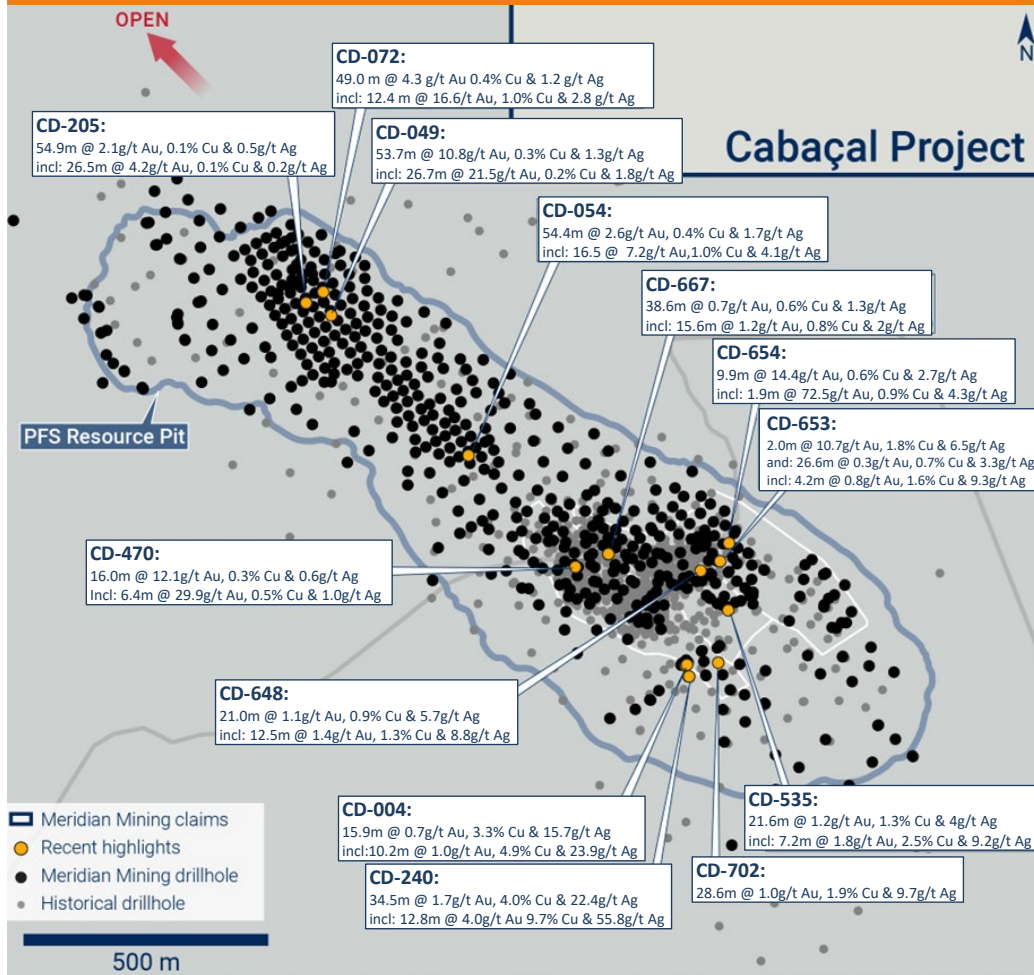 OPEN
N
Cabaçal Project
CD-072:
49.0 m @ 4.3 g/t Au 0.4% Cu & 1.2 g/t Ag
incl: 12.4 m @ 16.6/t Au, 1.0% Cu & 2.8 g/t Ag
CD-205:
54.9m @ 2.1g/t Au, 0.1% Cu & 0.5g/t Ag
incl: 26.5m @ 4.2g/t Au, 0.1% Cu & 0.2g/t Ag
CD-049:
53.7m @ 10.8g/t Au, 0.3% Cu & 1.3g/t Ag
incl: 26.7m @ 21.5g/t Au, 0.2% Cu & 1.8g/t Ag
CD-054:
54.4m @ 2.6g/t Au, 0.4% Cu & 1.7g/t Ag
incl: 16.5 @ 7.2g/t Au,1.0% Cu & 4.1g/t Ag
CD-667:
38.6m @ 0.7g/t Au, 0.6% Cu & 1.3g/t Ag
incl: 15.6m @ 1.2g/t Au, 0.8% Cu & 2g/t Ag
CD-654:
9.9m @ 14.4g/t Au, 0.6% Cu & 2.7g/t Ag
incl: 1.9m @ 72.5g/t Au, 0.9% Cu & 4.3g/t Ag
CD-653:
2.0m @ 10.7g/t Au, 1.8% Cu & 6.5g/t Ag
and: 26.6m @ 0.3g/t Au, 0.7% Cu & 3.3g/t Ag
incl: 4.2m @ 0.8g/t Au, 1.6% Cu & 9.3g/t Ag
PFS Resource Pit
CD-470:
16.0m @ 12.1g/t Au, 0.3% Cu & 0.6g/t Ag
Incl: 6.4m @ 29.9g/t Au, 0.5% Cu & 1.0g/t Ag
CD-648:
21.0m @ 1.1g/t Au, 0.9% Cu & 5.7g/t Ag
incl: 12.5m @ 1.4g/t Au, 1.3% Cu & 8.8g/t Ag
CD-004:
15.9m @ 0.7g/t Au, 3.3% Cu & 15.7g/t Ag
incl:10.2m @ 1.0g/t Au, 4.9% Cu & 23.9g/t Ag
CD-535:
21.6m @ 1.2g/t Au, 1.3% Cu & 4g/t Ag
incl: 7.2m @ 1.8g/t Au, 2.5% Cu & 9.2g/t Ag
CD-240:
34.5m @ 1.7g/t Au, 4.0% Cu & 22.4g/t Ag
incl: 12.8m @ 4.0g/t Au 9.7% Cu & 55.8g/t Ag
CD-702:
28.6m @ 1.0g/t Au, 1.9% Cu & 9.7g/t Ag
Meridian Mining claims
Recent highlights
Meridian Mining drillhole
Historical drillhole
500 m